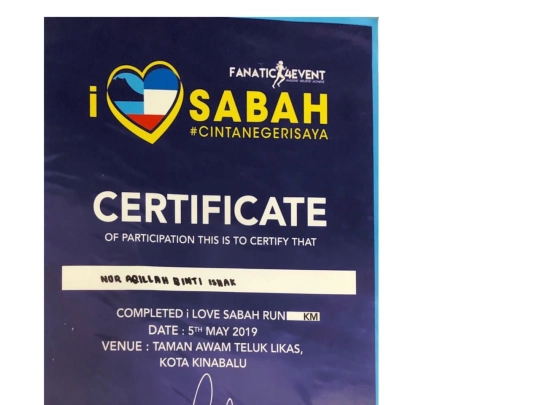 FANATIC4EVENT
i SABAH
#CINTANEGERISAYA
CERTIFICATE
OF PARTICIPATION THIS IS TO CERTIFY THAT
NOR AQILLAH BINTI ISHAK
COMPLETED i LOVE SABAH RUN KM
DATE : 5TH MAY 2019
VENUE : TAMAN AWAM TELUK LIKAS,
KOTA KINABALU